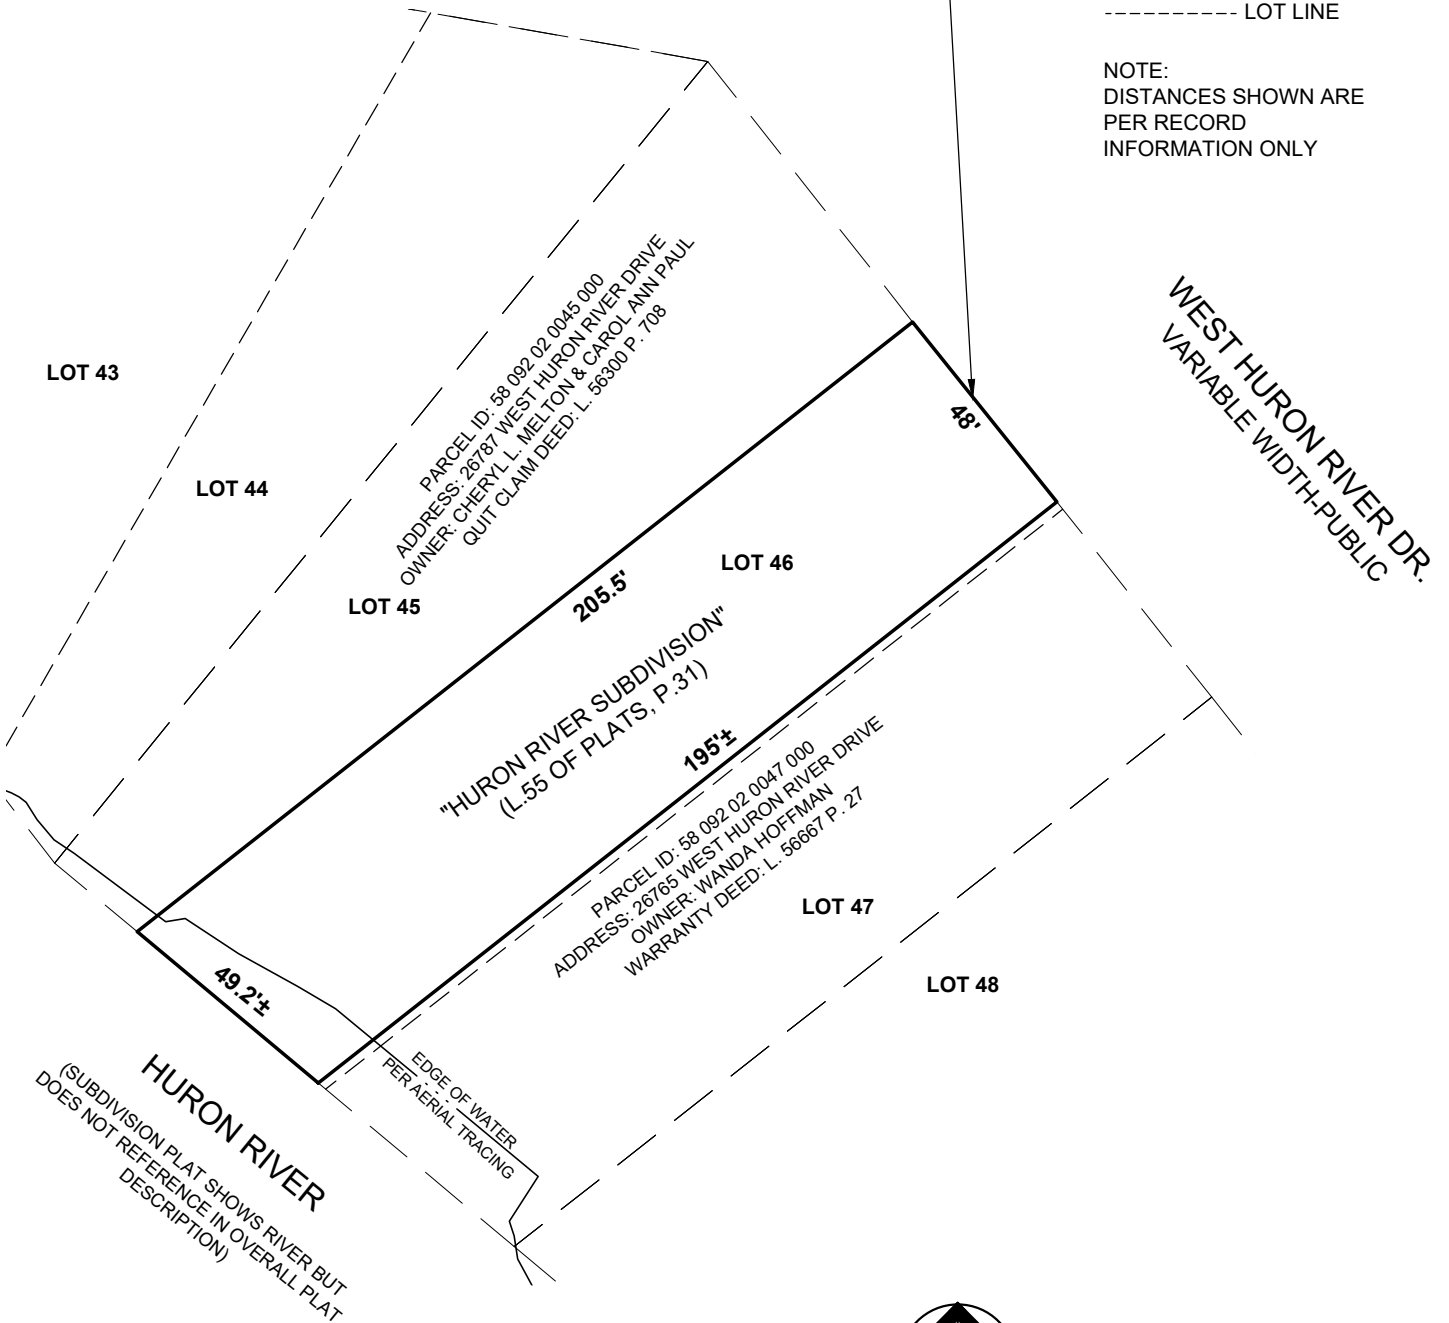 LOT LINE
NOTE:
DISTANCES SHOWN ARE
PER RECORD
INFORMATION ONLY
WEST HURON RIVER DR.
VARIABLE WIDTH-PUBLIC
LOT 43
LOT 44
PARCEL ID: 58 092 02 0045 000
ADDRESS: 26787 WEST HURON RIVER DRIVE
OWNER: CHERYL L. MELTON & CAROL ANN PAUL
QUIT CLAIM DEED: L. 56300 P. 708
LOT 45
48'
205.5'
LOT 46
"HURON RIVER SUBDIVISION"
(L.55 OF PLATS, P.31)
195'±
PARCEL ID: 58 092 02 0047 000
ADDRESS: 26765 WEST HURON RIVER DRIVE
OWNER: WANDA HOFFMAN
WARRANTY DEED: L. 56667 P. 27
LOT 47
LOT 48
49.2'±
EDGE OF WATER
PER AERIAL TRACING
HURON RIVER
(SUBDIVISION PLAT SHOWS RIVER BUT
DOES NOT REFERENCE IN OVERALL PLAT
DESCRIPTION)